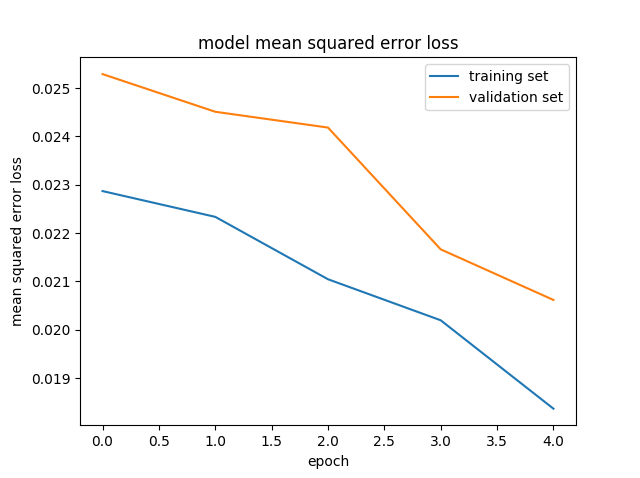 model mean squared error loss
training set
validation set
mean squared error loss
0.025
0.024
0.023
0.022
0.021
0.020
0.019
0.0 0.5 1.0 1.5 2.0 2.5 3.0 3.5 4.0
epoch